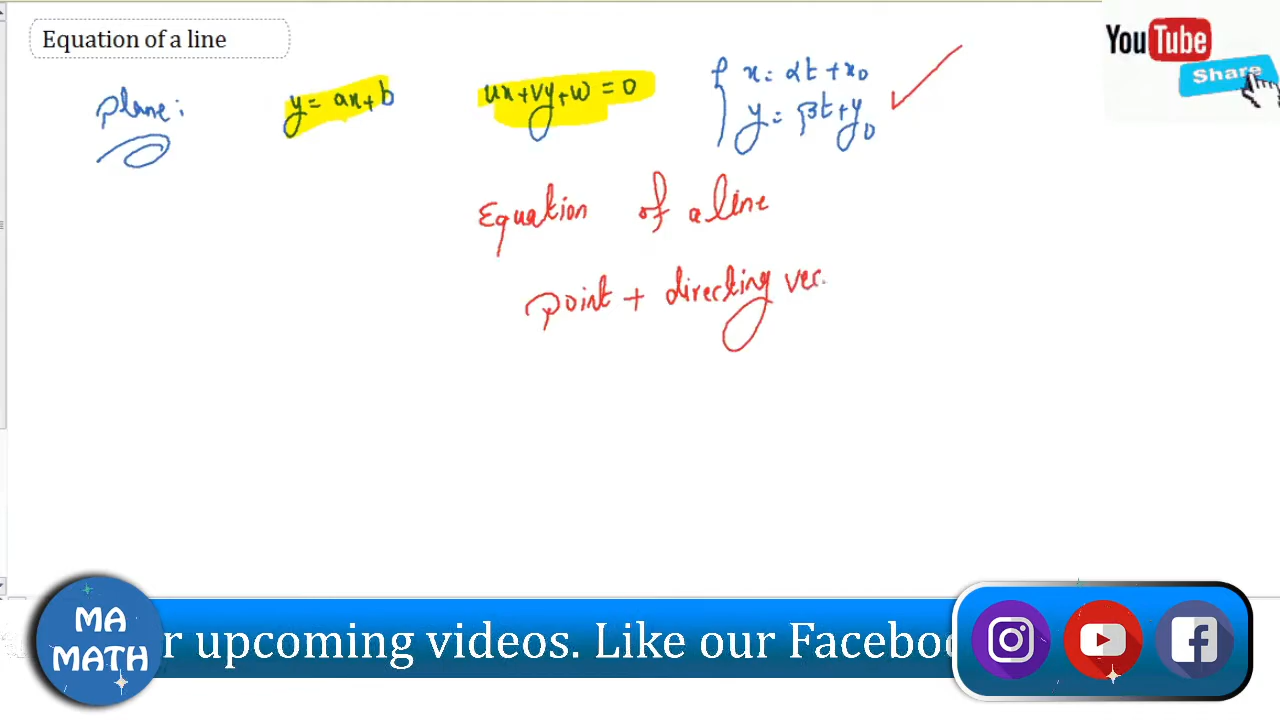 Equation of a line
YouTube
Share
plane:
y= ax+b
ux+vy+w=0
x= αt+x0
y= βt+y0
Equation of a line
point + directing vec
MA MATH
r upcoming videos. Like our Faceboo